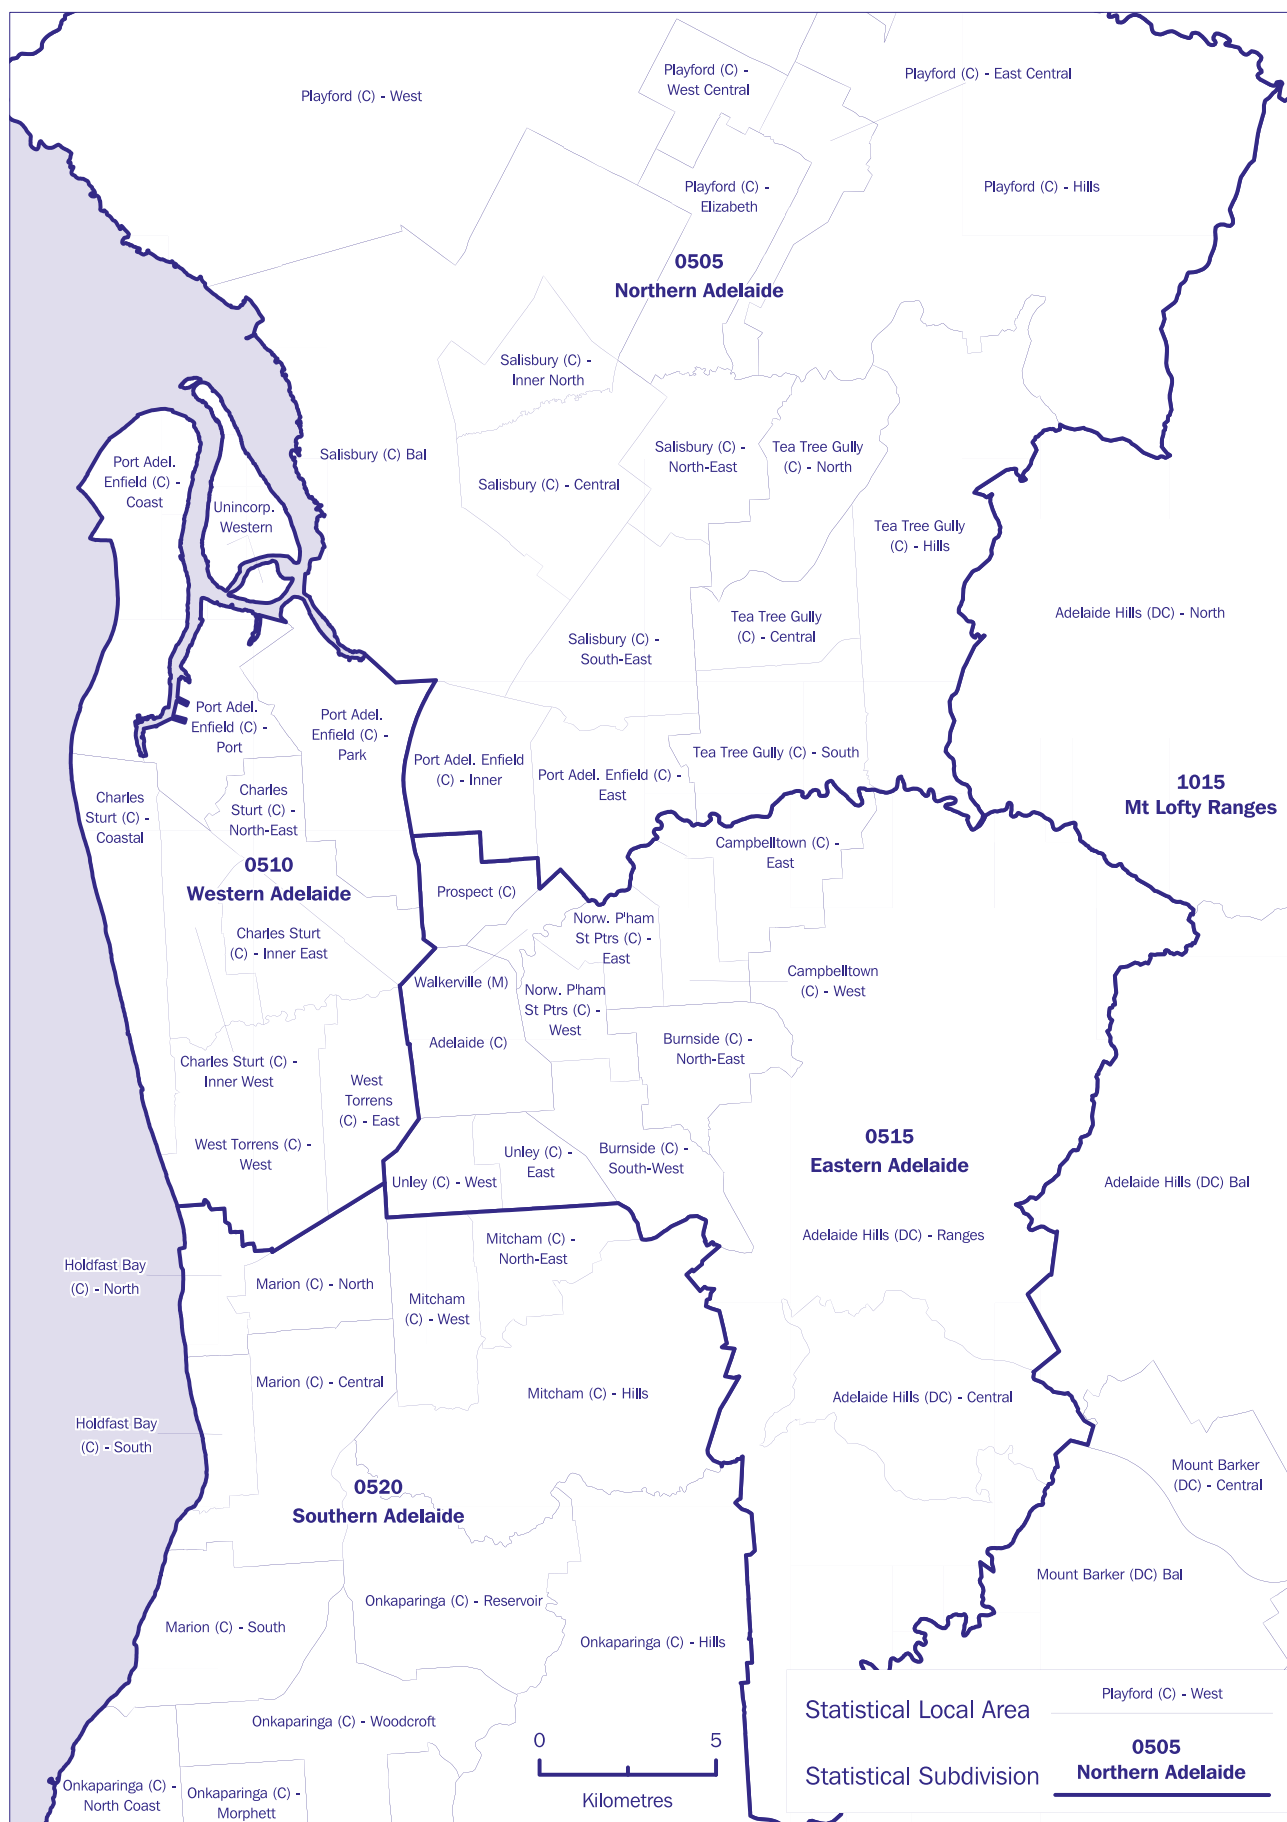 Playford (C) - West
Playford (C) -
West Central
Playford (C) - East Central
Playford (C) -
Elizabeth
Playford (C) - Hills
0505
Northern Adelaide
Salisbury (C) -
Inner North
Salisbury (C) Bal
Salisbury (C) -
North-East
Tea Tree Gully
(C) - North
Salisbury (C) - Central
Port Adel.
Enfield (C) -
Coast
Unincorp.
Western
Tea Tree Gully
(C) - Hills
Adelaide Hills (DC) - North
Tea Tree Gully
(C) - Central
Salisbury (C) -
South-East
Port Adel.
Enfield (C) -
Port
Port Adel.
Enfield (C) -
Park
Port Adel. Enfield
(C) - Inner
Port Adel. Enfield (C) -
East
Tea Tree Gully (C) - South
1015
Mt Lofty Ranges
Charles
Sturt (C) -
Coastal
Charles
Sturt (C) -
North-East
0510
Western Adelaide
Campbelltown (C) -
East
Prospect (C)
Charles Sturt
(C) - Inner East
Norw. P'ham
St Ptrs (C) -
East
Walkerville (M)
Norw. P'ham
St Ptrs (C) -
West
Campbelltown
(C) - West
Adelaide (C)
Burnside (C) -
North-East
Charles Sturt (C) -
Inner West
West
Torrens
(C) - East
West Torrens (C) -
West
Unley (C) - West
Unley (C) -
East
Burnside (C) -
South-West
0515
Eastern Adelaide
Adelaide Hills (DC) Bal
Adelaide Hills (DC) - Ranges
Mitcham (C) -
North-East
Holdfast Bay
(C) - North
Marion (C) - North
Mitcham
(C) - West
Marion (C) - Central
Mitcham (C) - Hills
Adelaide Hills (DC) - Central
Holdfast Bay
(C) - South
Mount Barker
(DC) - Central
0520
Southern Adelaide
Mount Barker (DC) Bal
Onkaparinga (C) - Reservoir
Marion (C) - South
Onkaparinga (C) - Hills
Onkaparinga (C) - Woodcroft
Onkaparinga (C) -
North Coast
Onkaparinga (C) -
Morphett
0 5
Kilometres
Statistical Local Area
Playford (C) - West
Statistical Subdivision
0505
Northern Adelaide